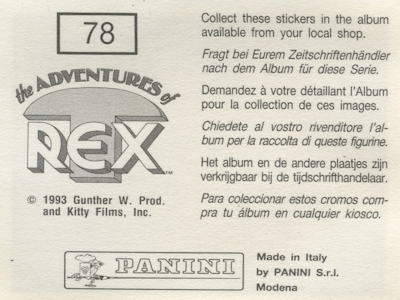 78
the ADVENTURES of
T-REX™
© 1993 Gunther W. Prod.
and Kitty Films, Inc.
Collect these stickers in the album
available from your local shop.
Fragt bei Eurem Zeitschriftenhändler
nach dem Album für diese Serie.
Demandez à votre détaillant l'Album
pour la collection de ces images.
Chiedete al vostro rivenditore l'al-
bum per la raccolta di queste figurine.
Het album en de andere plaatjes zijn
verkrijgbaar bij de tijdschrifthandelaar.
Para coleccionar estos cromos com-
pra tu álbum en cualquier kiosco.
PANINI
Made in Italy
by PANINI S.r.l.
Modena